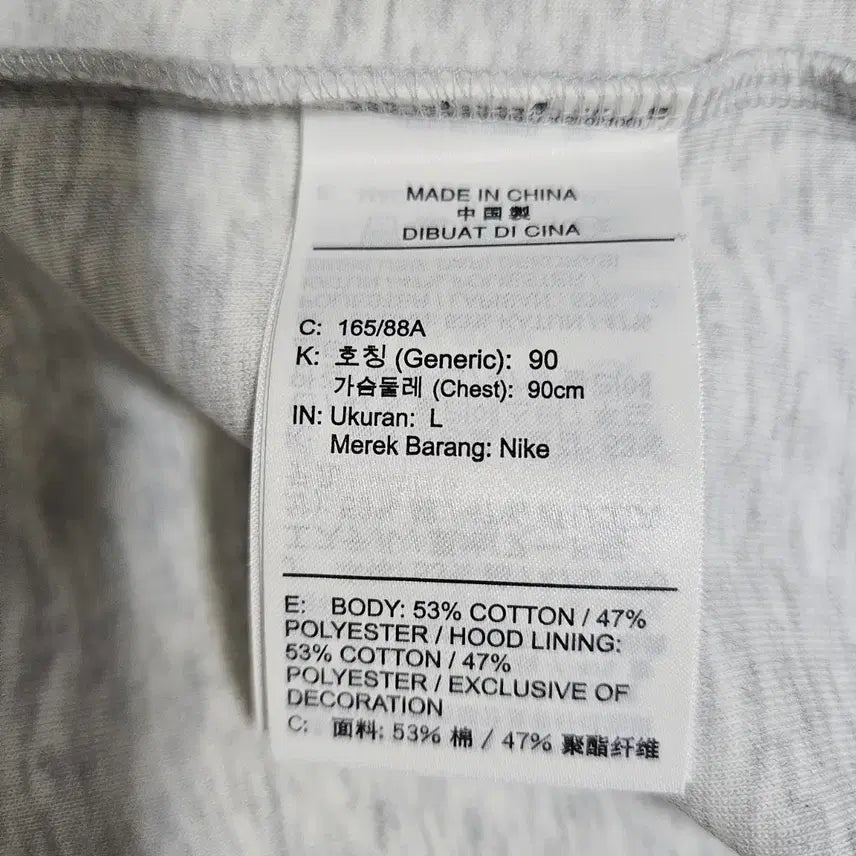 MADE IN CHINA
中国製
DIBUAT DI CINA
C: 165/88A
K: 호칭 (Generic): 90
가슴둘레 (Chest): 90cm
IN: Ukuran: L
Merek Barang: Nike
E: BODY: 53% COTTON / 47%
POLYESTER / HOOD LINING:
53% COTTON / 47%
POLYESTER / EXCLUSIVE OF
DECORATION
C: 面料: 53% 棉 / 47% 聚酯纤维